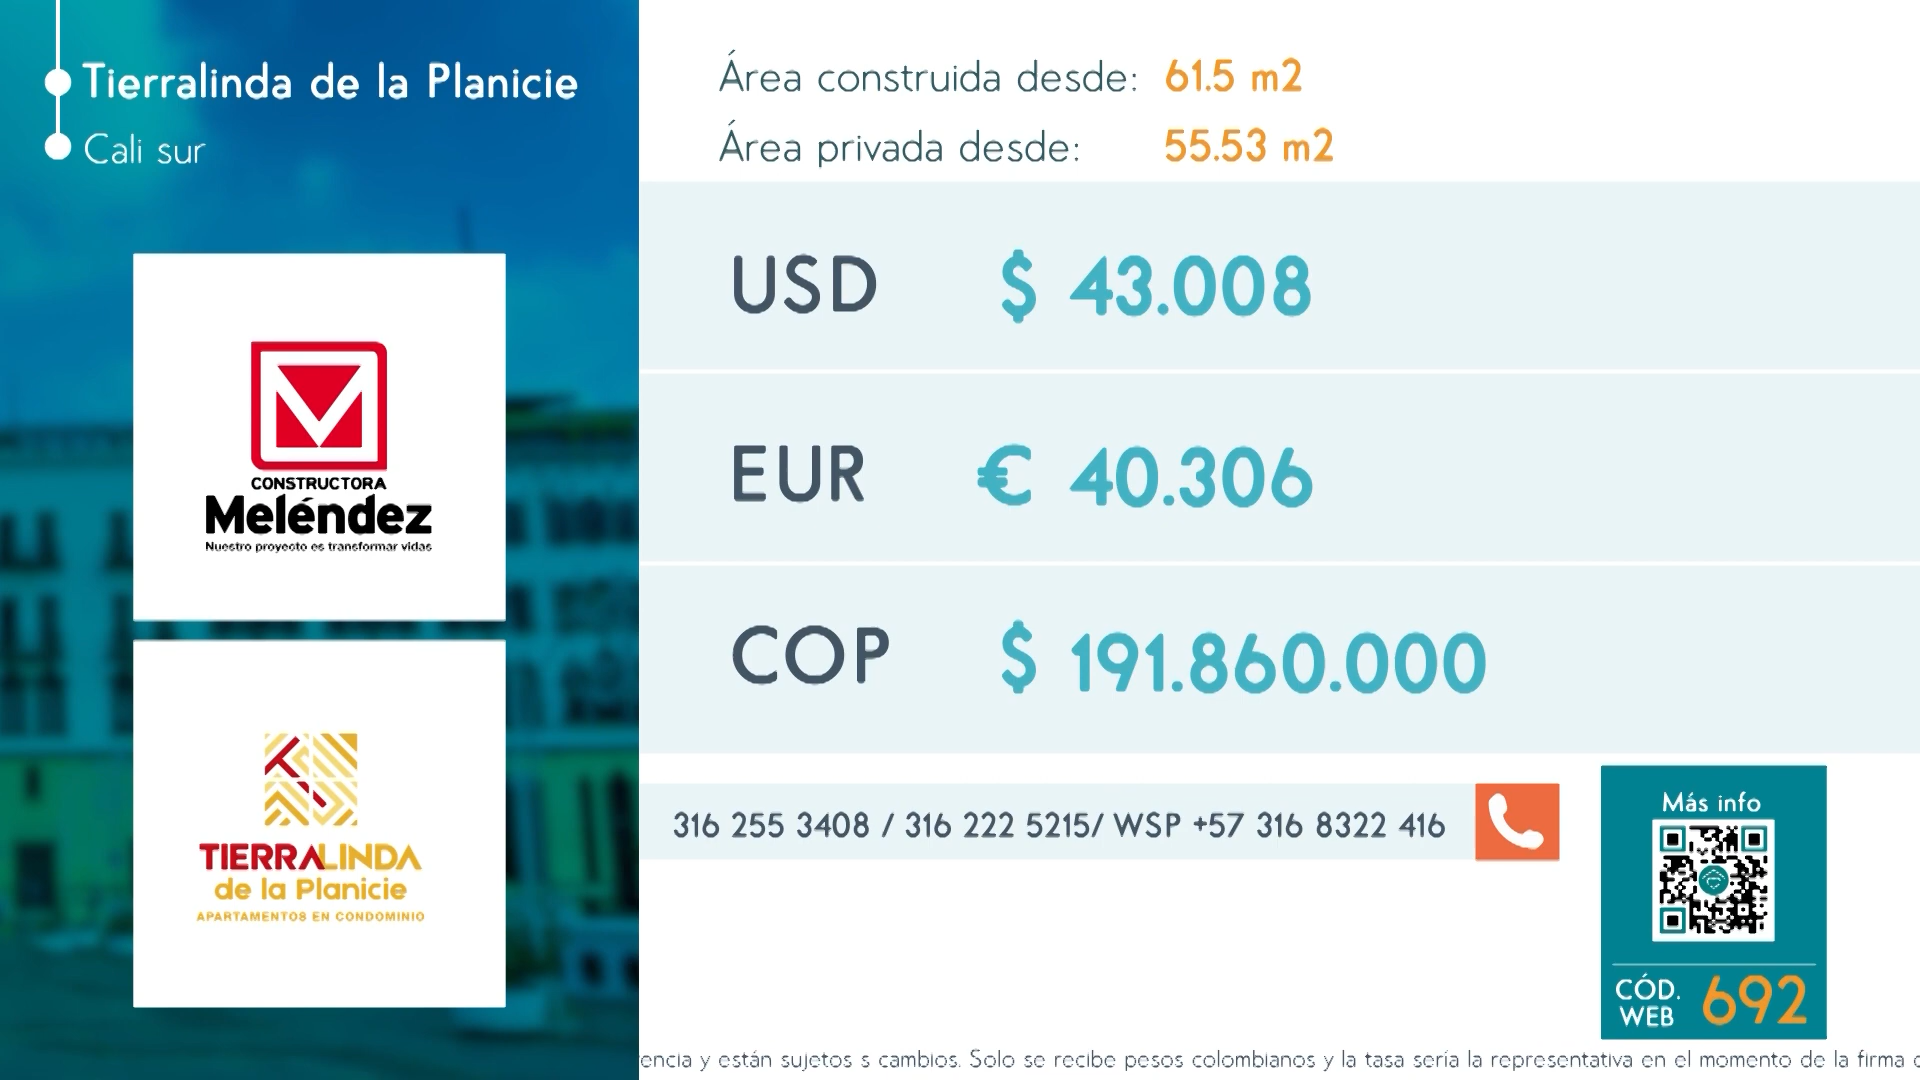 Tierralinda de la Planicie
Cali sur
CONSTRUCTORA
Meléndez
Nuestro proyecto es transformar vidas
TIERRALINDA
de la Planicie
APARTAMENTOS EN CONDOMINIO
Área construida desde: 61.5 m2
Área privada desde: 55.53 m2
USD $ 43.008
EUR € 40.306
COP $ 191.860.000
316 255 3408 / 316 222 5215/ WSP +57 316 8322 416
Más info
CÓD. WEB 692
encia y están sujetos s cambios. Solo se recibe pesos colombianos y la tasa sería la representativa en el momento de la firma